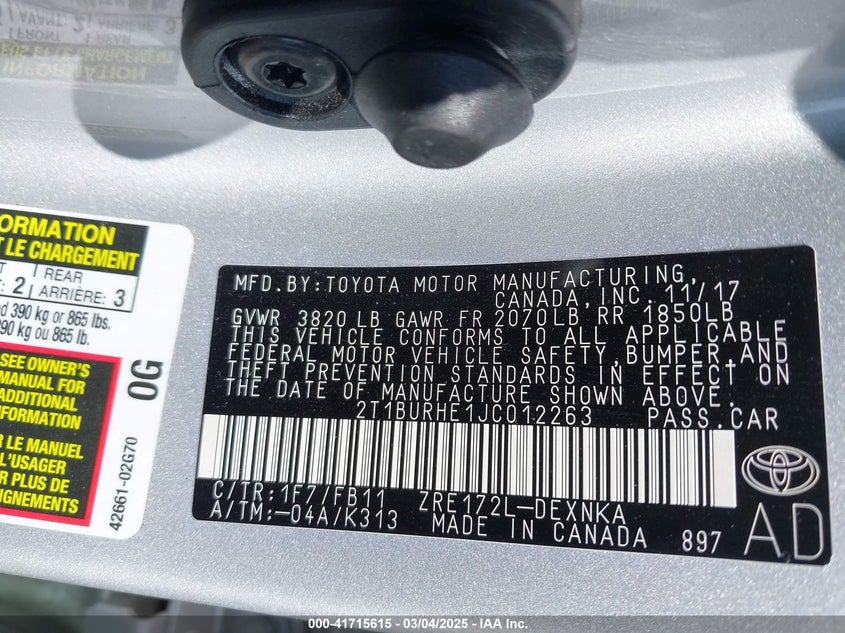 INFORMATION
FORMATION
T LE CHARGEMENT
2 REAR
ARRIÈRE: 3
390 kg or 865 lbs.
390 kg ou 865 lb.
SEE OWNER'S
MANUAL FOR
ADDITIONAL
INFORMATION
R LE MANUEL
L'USAGER
PLUS DE
0G
42661-02G70
MFD.BY:TOYOTA MOTOR MANUFACTURING,
CANADA,INC. 11/17
GVWR 3820 LB GAWR FR 2070LB RR 1850LB
THIS VEHICLE CONFORMS TO ALL APPLICABLE
FEDERAL MOTOR VEHICLE SAFETY,BUMPER,AND
THEFT PREVENTION STANDARDS IN EFFECT ON
THE DATE OF MANUFACTURE SHOWN ABOVE.
2T1BURHE1JC012263 PASS.CAR
C/TR:1F7/FB11 ZRE172L-DEXNKA
A/TM:-04A/K313 MADE IN CANADA 897
AD
000-41715615 - 03/04/2025 - IAA Inc.